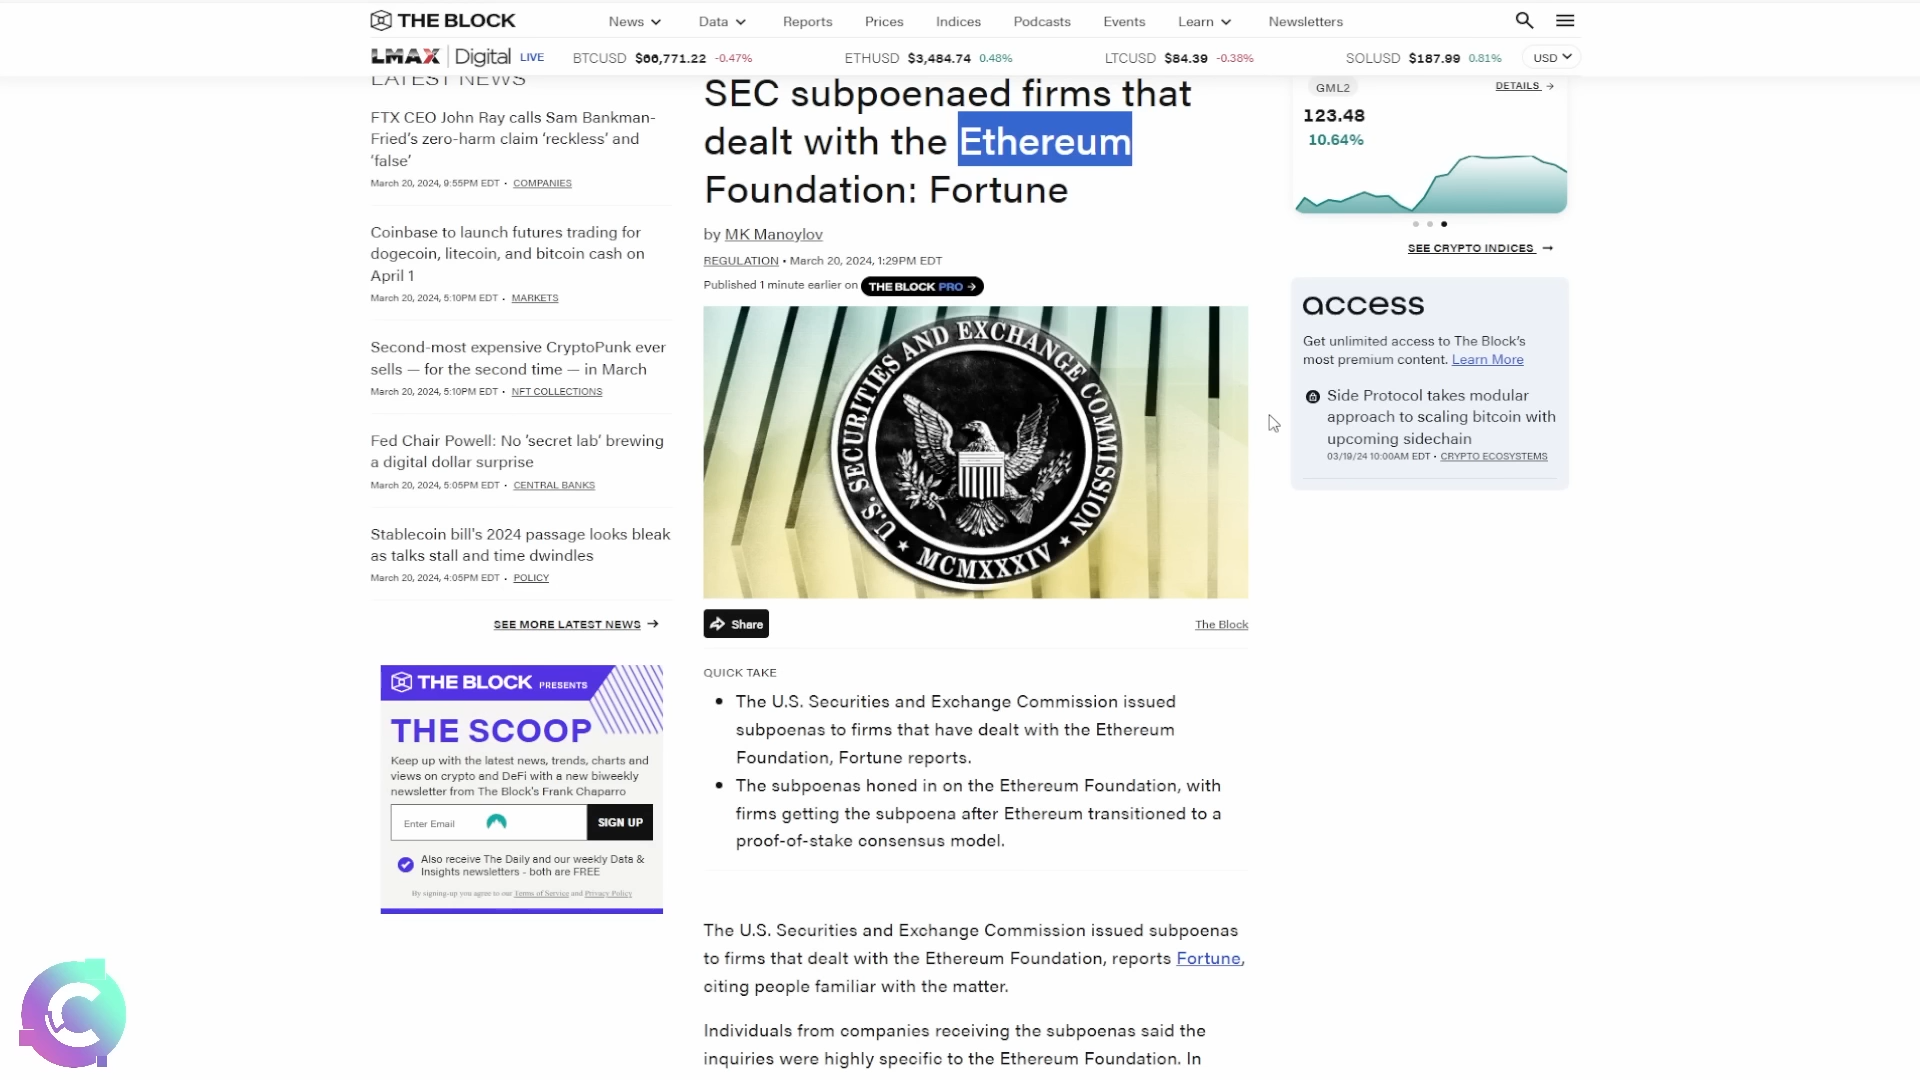 THE BLOCK
News
Data
Reports
Prices
Indices
Podcasts
Events
Learn
Newsletters
LMAX Digital LIVE
BTCUSD $66,771.22 -0.47%
ETHUSD $3,484.74 0.48%
LTCUSD $84.39 -0.38%
SOLUSD $187.99 0.81%
USD
LATEST NEWS
FTX CEO John Ray calls Sam Bankman-
Fried's zero-harm claim ‘reckless’ and
‘false’
March 20, 2024, 9:55PM EDT • COMPANIES
Coinbase to launch futures trading for
dogecoin, litecoin, and bitcoin cash on
April 1
March 20, 2024, 5:10PM EDT • MARKETS
Second-most expensive CryptoPunk ever
sells — for the second time — in March
March 20, 2024, 5:10PM EDT • NFT COLLECTIONS
Fed Chair Powell: No ‘secret lab’ brewing
a digital dollar surprise
March 20, 2024, 5:05PM EDT • CENTRAL BANKS
Stablecoin bill's 2024 passage looks bleak
as talks stall and time dwindles
March 20, 2024, 4:05PM EDT • POLICY
SEE MORE LATEST NEWS →
THE BLOCK PRESENTS
THE SCOOP
Keep up with the latest news, trends, charts and
views on crypto and DeFi with a new biweekly
newsletter from The Block's Frank Chaparro
Enter Email
SIGN UP
Also receive The Daily and our weekly Data &
Insights newsletters - both are FREE
By signing-up you agree to our Terms of Service and Privacy Policy
SEC subpoenaed firms that
dealt with the Ethereum
Foundation: Fortune
by MK Manoylov
REGULATION • March 20, 2024, 1:29PM EDT
Published 1 minute earlier on THE BLOCK PRO →
U.S. SECURITIES AND EXCHANGE COMMISSION
MCMXXXIV
Share
The Block
QUICK TAKE
• The U.S. Securities and Exchange Commission issued
subpoenas to firms that have dealt with the Ethereum
Foundation, Fortune reports.
• The subpoenas honed in on the Ethereum Foundation, with
firms getting the subpoena after Ethereum transitioned to a
proof-of-stake consensus model.
The U.S. Securities and Exchange Commission issued subpoenas
to firms that dealt with the Ethereum Foundation, reports Fortune,
citing people familiar with the matter.
Individuals from companies receiving the subpoenas said the
inquiries were highly specific to the Ethereum Foundation. In
GML2
DETAILS →
123.48
10.64%
SEE CRYPTO INDICES →
access
Get unlimited access to The Block's
most premium content. Learn More
Side Protocol takes modular
approach to scaling bitcoin with
upcoming sidechain
03/19/24 10:00AM EDT • CRYPTO ECOSYSTEMS